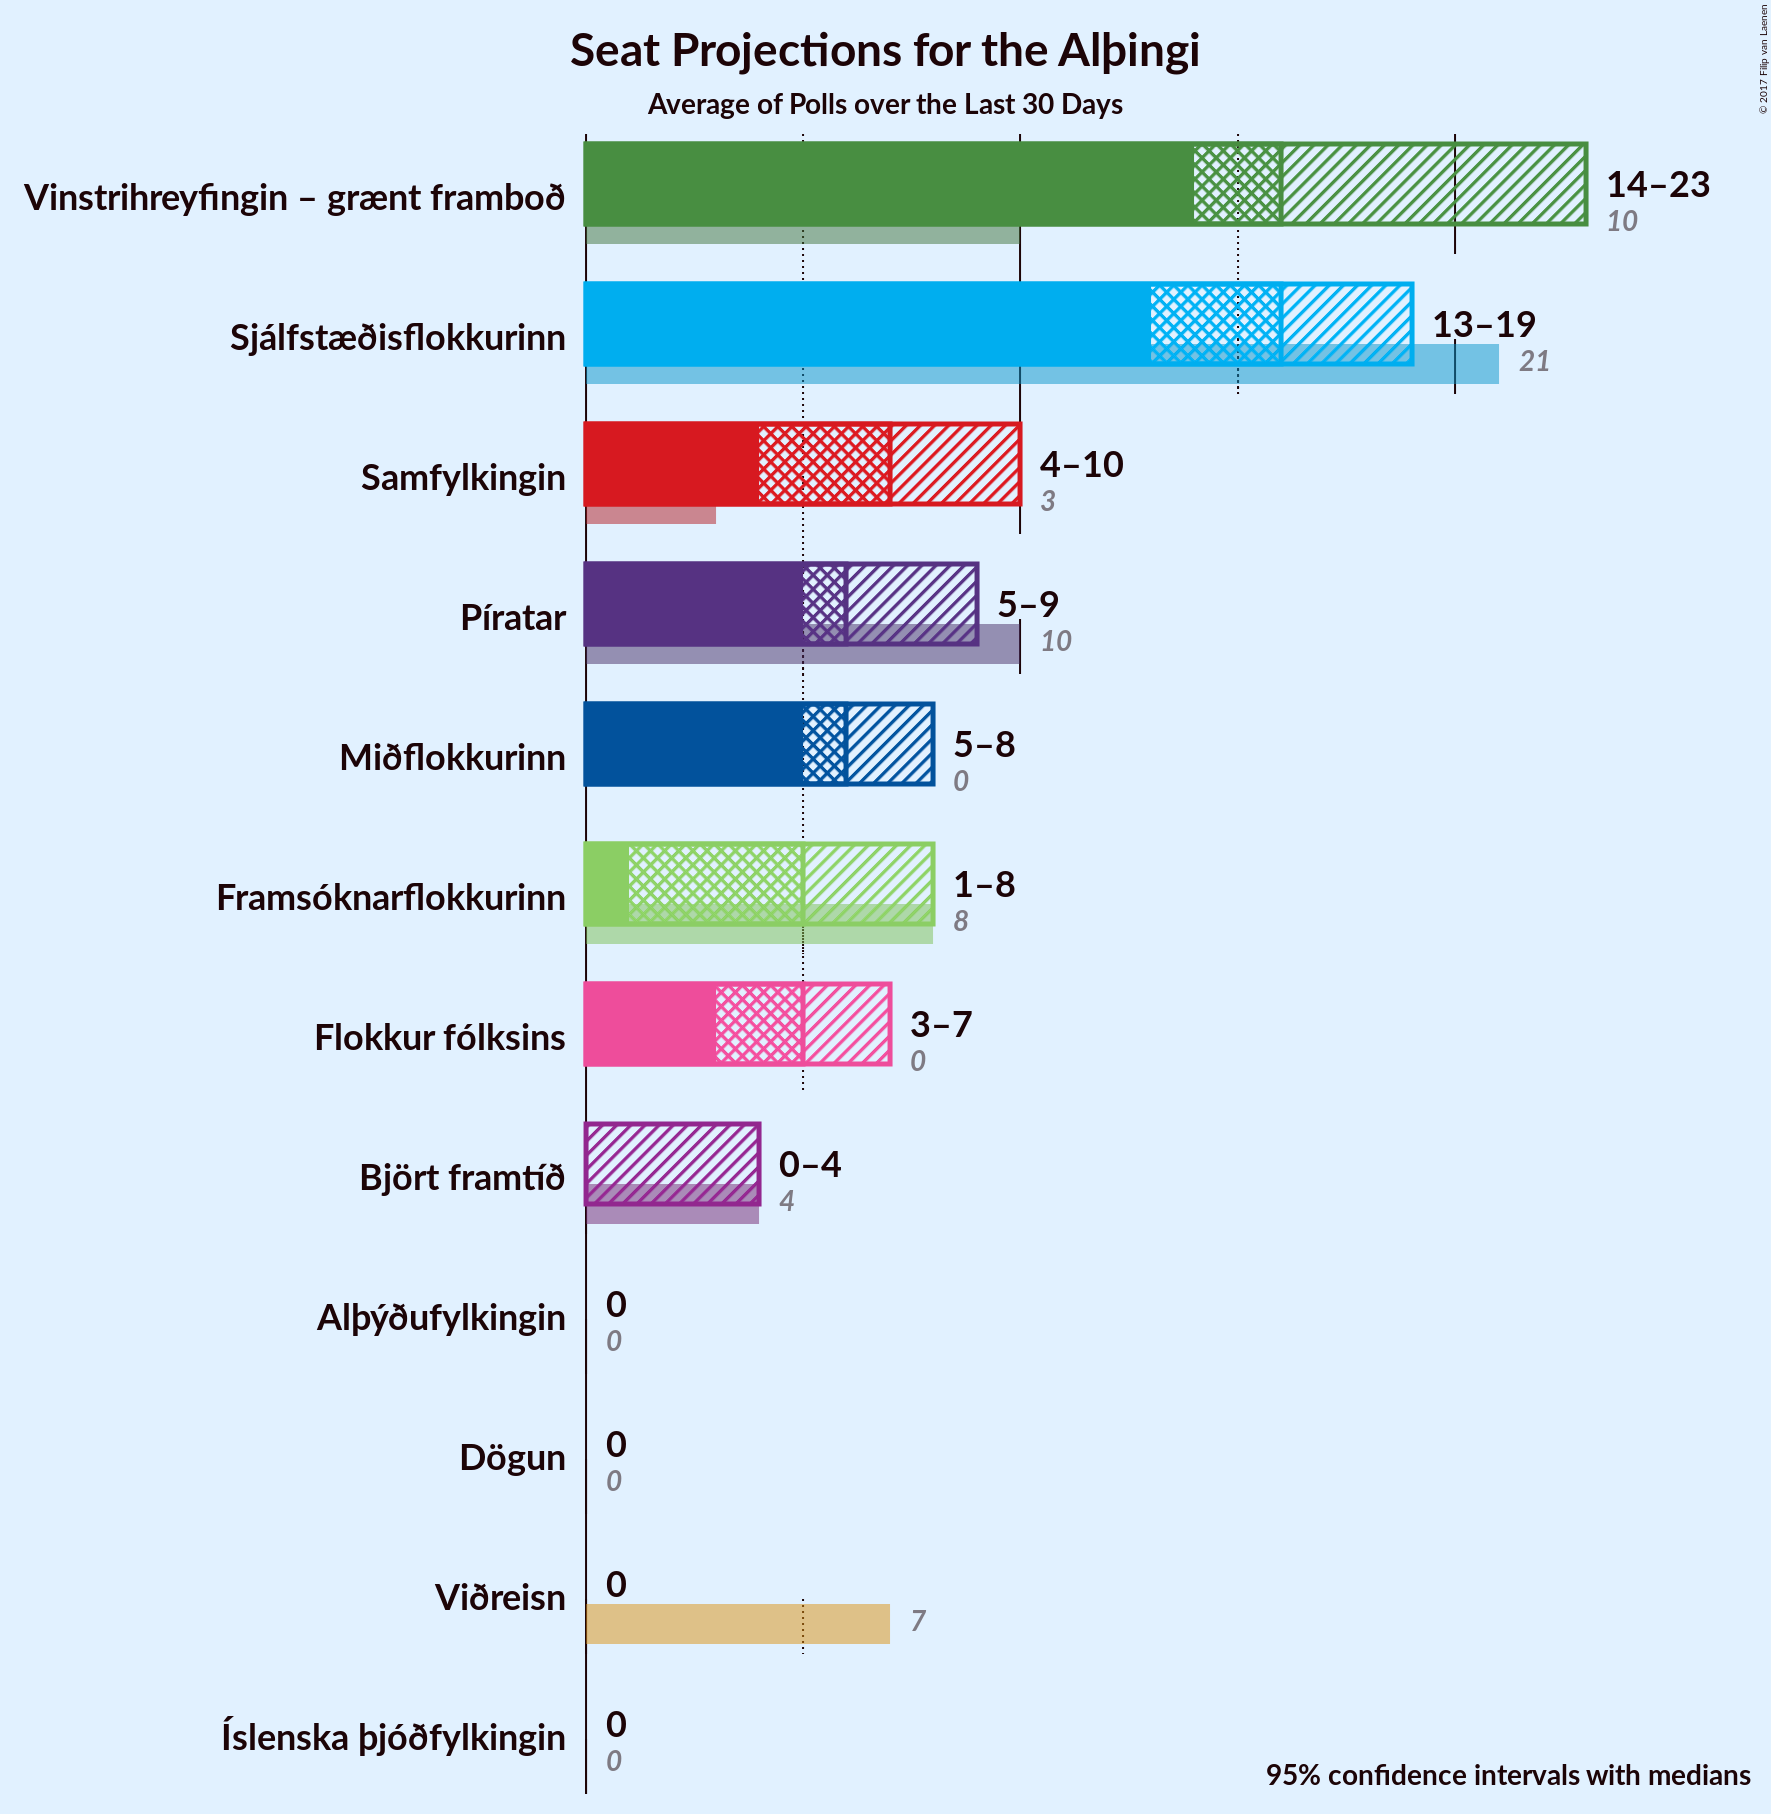 Seat Projections for the Alþingi
Average of Polls over the Last 30 Days
© 2017 Filip van Laenen
Vinstrihreyfingin – grænt framboð
14–23
10
Sjálfstæðisflokkurinn
13–19
21
Samfylkingin
4–10
3
Píratar
5–9
10
Miðflokkurinn
5–8
0
Framsóknarflokkurinn
1–8
8
Flokkur fólksins
3–7
0
Björt framtíð
0–4
4
Alþýðufylkingin
0
0
Dögun
0
0
Viðreisn
0
7
Íslenska þjóðfylkingin
0
0
95% confidence intervals with medians